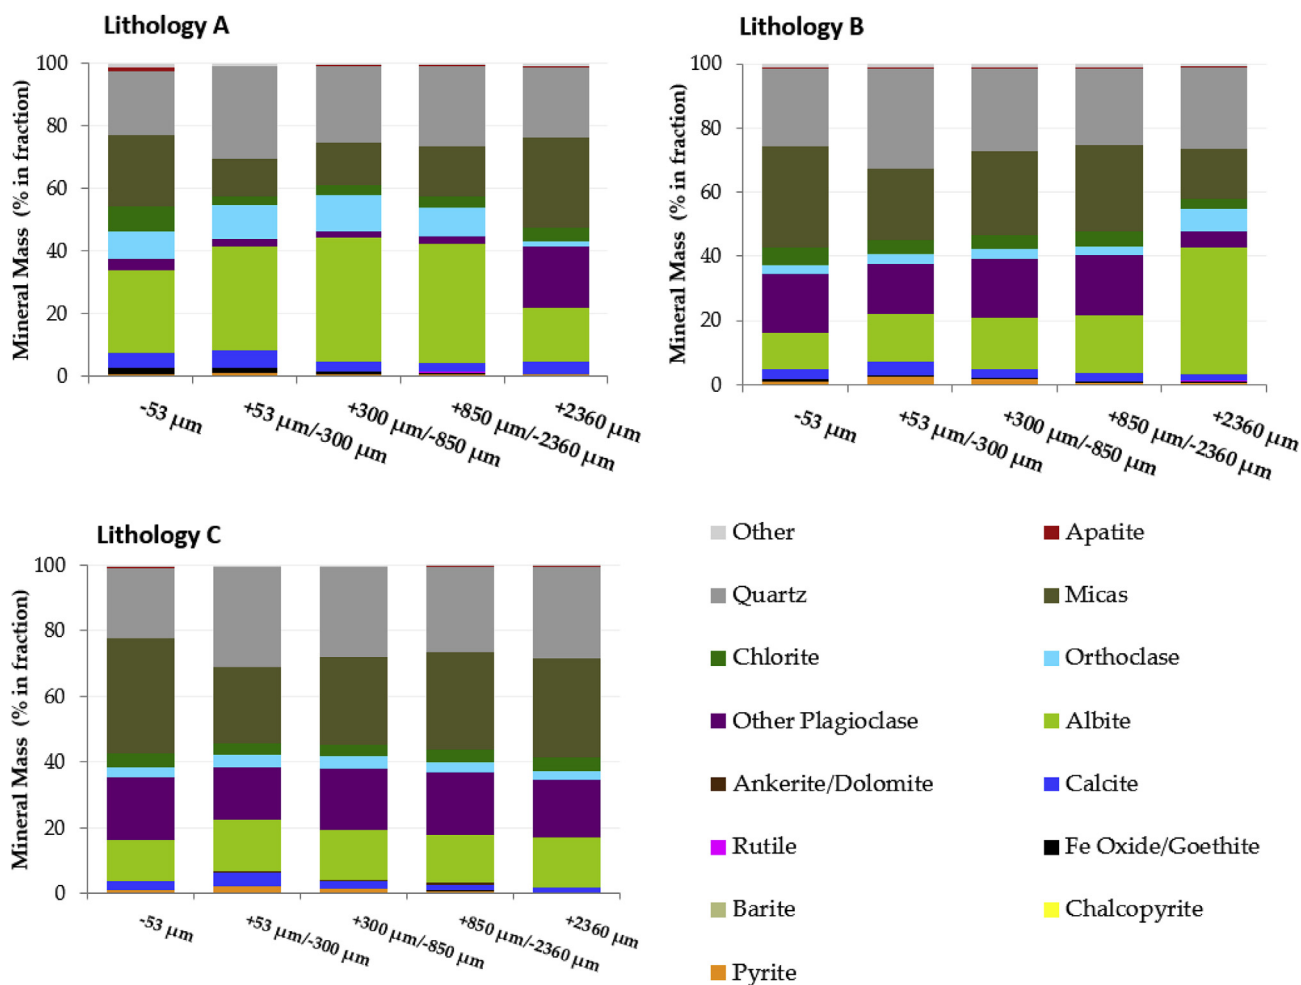 Lithology A
Mineral Mass (% in fraction)
100
80
60
40
20
0
-53 µm
+53 µm/-300 µm
+300 µm/-850 µm
+850 µm/-2360 µm
+2360 µm
Lithology B
Mineral Mass (% in fraction)
100
80
60
40
20
0
-53 µm
+53 µm/-300 µm
+300 µm/-850 µm
+850 µm/-2360 µm
+2360 µm
Lithology C
Mineral Mass (% in fraction)
100
80
60
40
20
0
-53 µm
+53 µm/-300 µm
+300 µm/-850 µm
+850 µm/-2360 µm
+2360 µm
Other
Apatite
Quartz
Micas
Chlorite
Orthoclase
Other Plagioclase
Albite
Ankerite/Dolomite
Calcite
Rutile
Fe Oxide/Goethite
Barite
Chalcopyrite
Pyrite